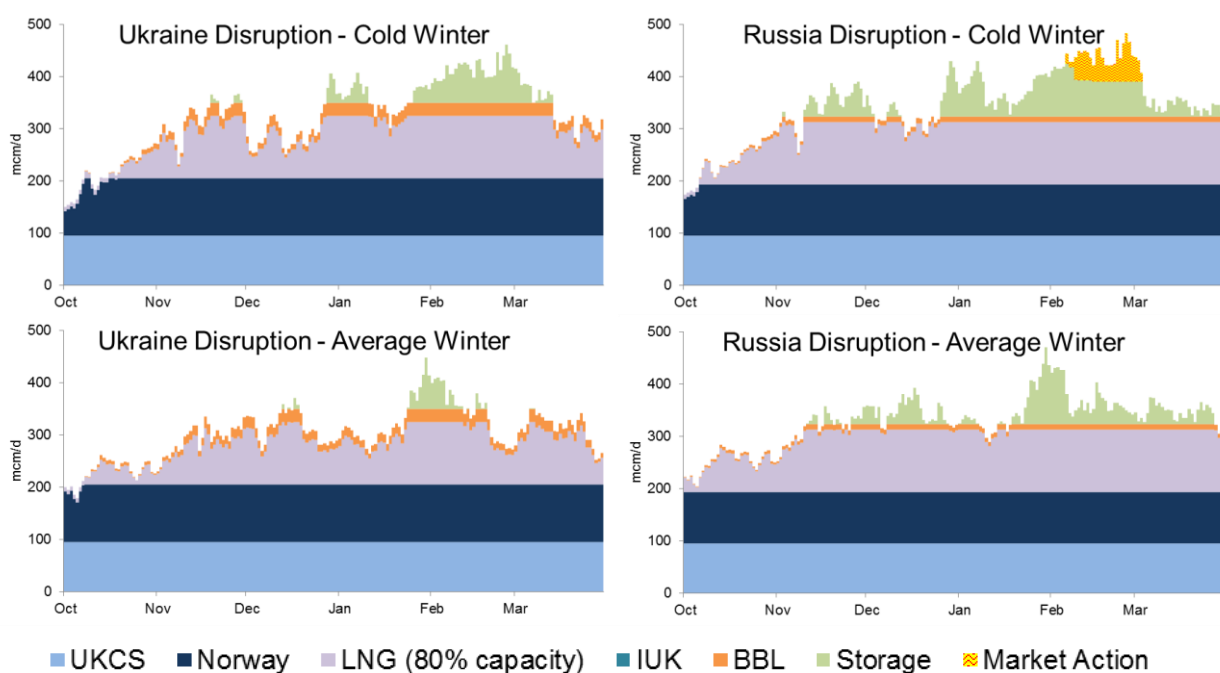 Ukraine Disruption - Cold Winter
500
400
300
200
100
0
mcm/d
Oct Nov Dec Jan Feb Mar
Russia Disruption - Cold Winter
500
400
300
200
100
0
mcm/d
Oct Nov Dec Jan Feb Mar
Ukraine Disruption - Average Winter
500
400
300
200
100
0
mcm/d
Oct Nov Dec Jan Feb Mar
Russia Disruption - Average Winter
500
400
300
200
100
0
mcm/d
Oct Nov Dec Jan Feb Mar
UKCS Norway LNG (80% capacity) IUK BBL Storage Market Action